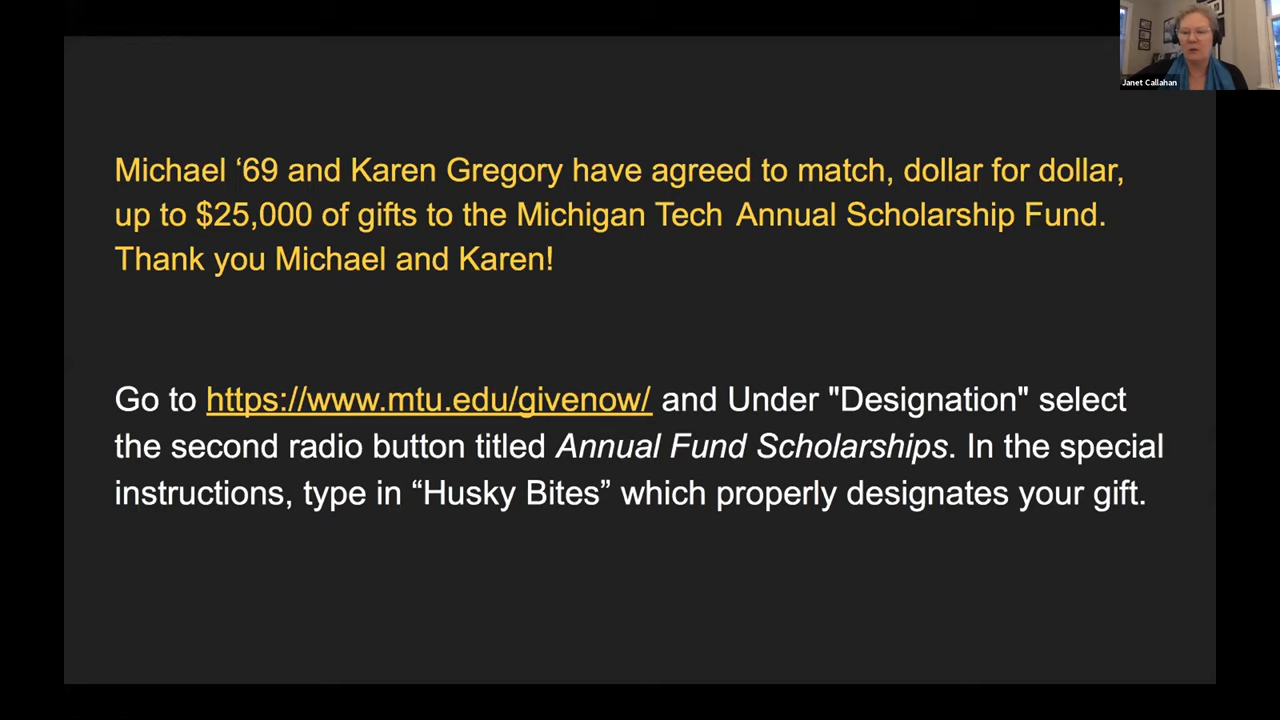 Janet Callahan
Michael ‘69 and Karen Gregory have agreed to match, dollar for dollar,
up to $25,000 of gifts to the Michigan Tech Annual Scholarship Fund.
Thank you Michael and Karen!
Go to https://www.mtu.edu/givenow/ and Under "Designation" select
the second radio button titled Annual Fund Scholarships. In the special
instructions, type in “Husky Bites” which properly designates your gift.